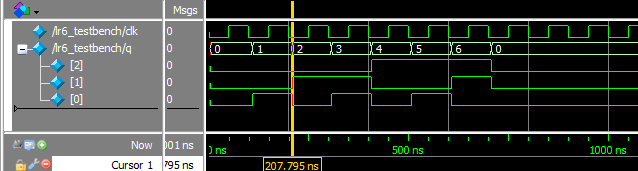 Msgs
/lr6_testbench/clk 0
/lr6_testbench/q 0 0 1 2 3 4 5 6 0
[2] 0
[1] 0
[0] 0
Now 001 ns ns 500 ns 1000 ns
Cursor 1 795 ns 207.795 ns